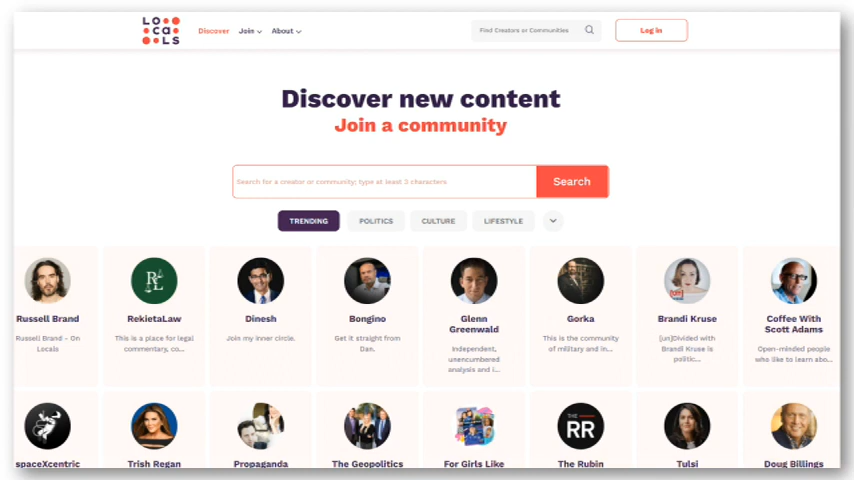 LO
CA
LS
Discover
Join
About
Find Creators or Communities
Log in
Discover new content
Join a community
Search for a creator or community; type at least 3 characters
Search
TRENDING
POLITICS
CULTURE
LIFESTYLE
Russell Brand
Russell Brand - On
Locals
RL
RekietaLaw
This is a place for legal
commentary, co...
Dinesh
Join my inner circle.
Bongino
Get it straight from
Dan.
Glenn
Greenwald
Independent,
unencumbered
analysis and i...
Gorka
This is the community
of military and in...
Brandi Kruse
[un]Divided with
Brandi Kruse is
politic...
Coffee With
Scott Adams
Open-minded people
who like to learn abo...
spaceXcentric
Trish Regan
Propaganda
The Geopolitics
For Girls Like
THE
RR
The Rubin
Tulsi
Doug Billings